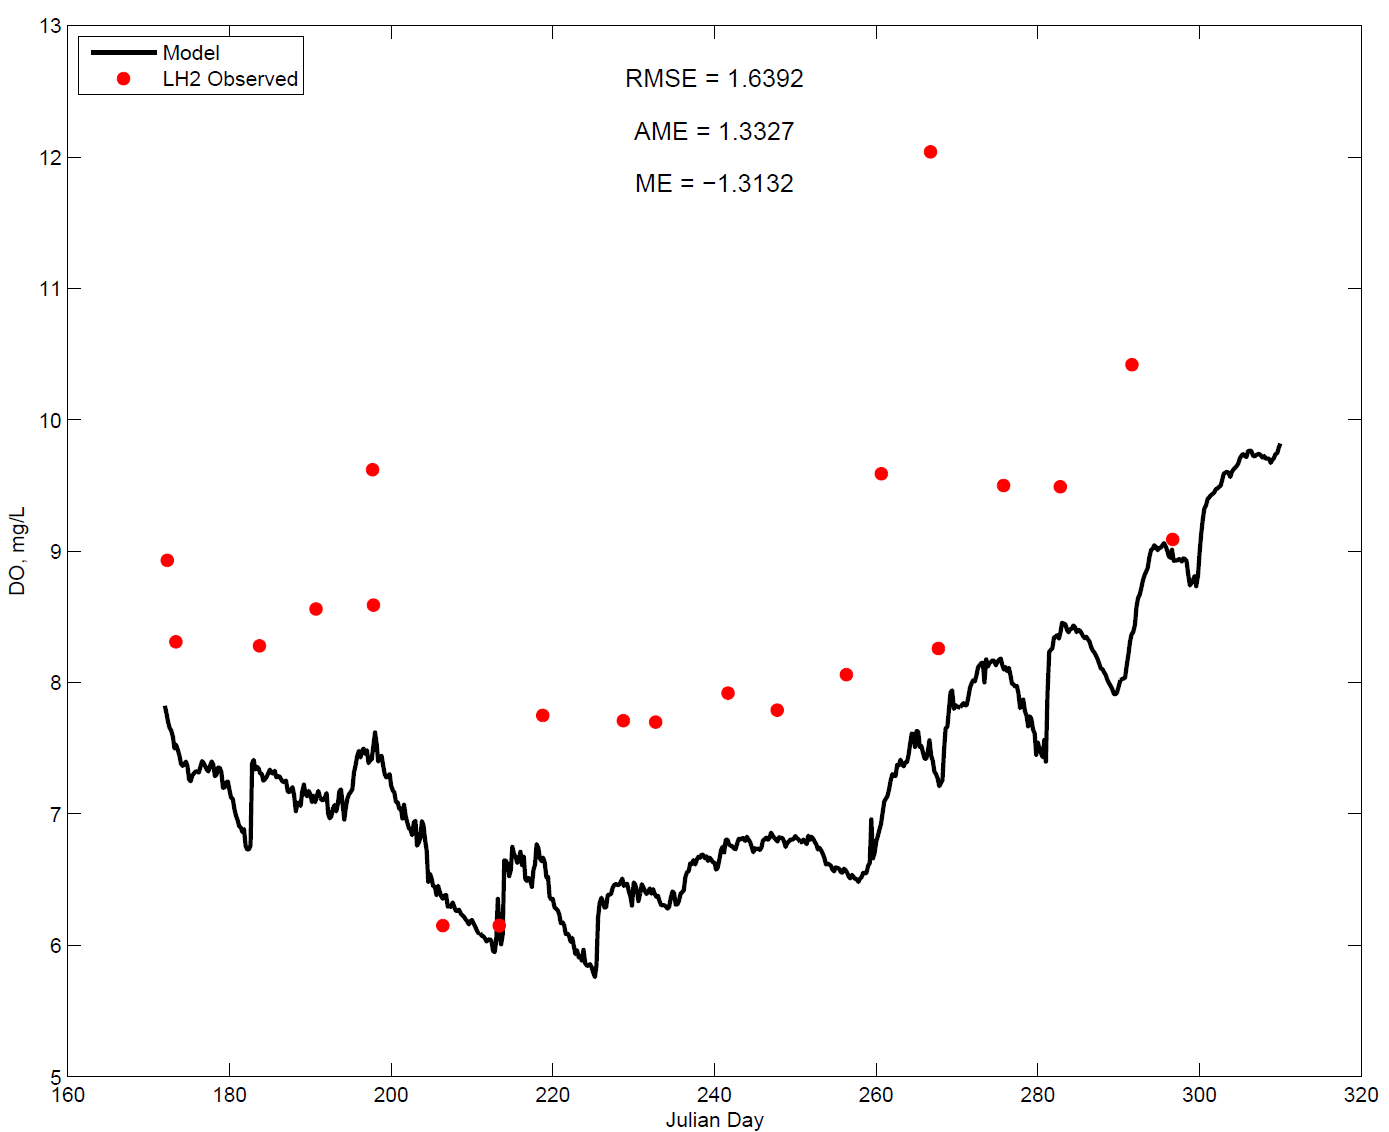 Model
LH2 Observed
RMSE = 1.6392
AME = 1.3327
ME = −1.3132
13
12
11
10
9
8
7
6
5
DO, mg/L
160 180 200 220 240 260 280 300 320
Julian Day